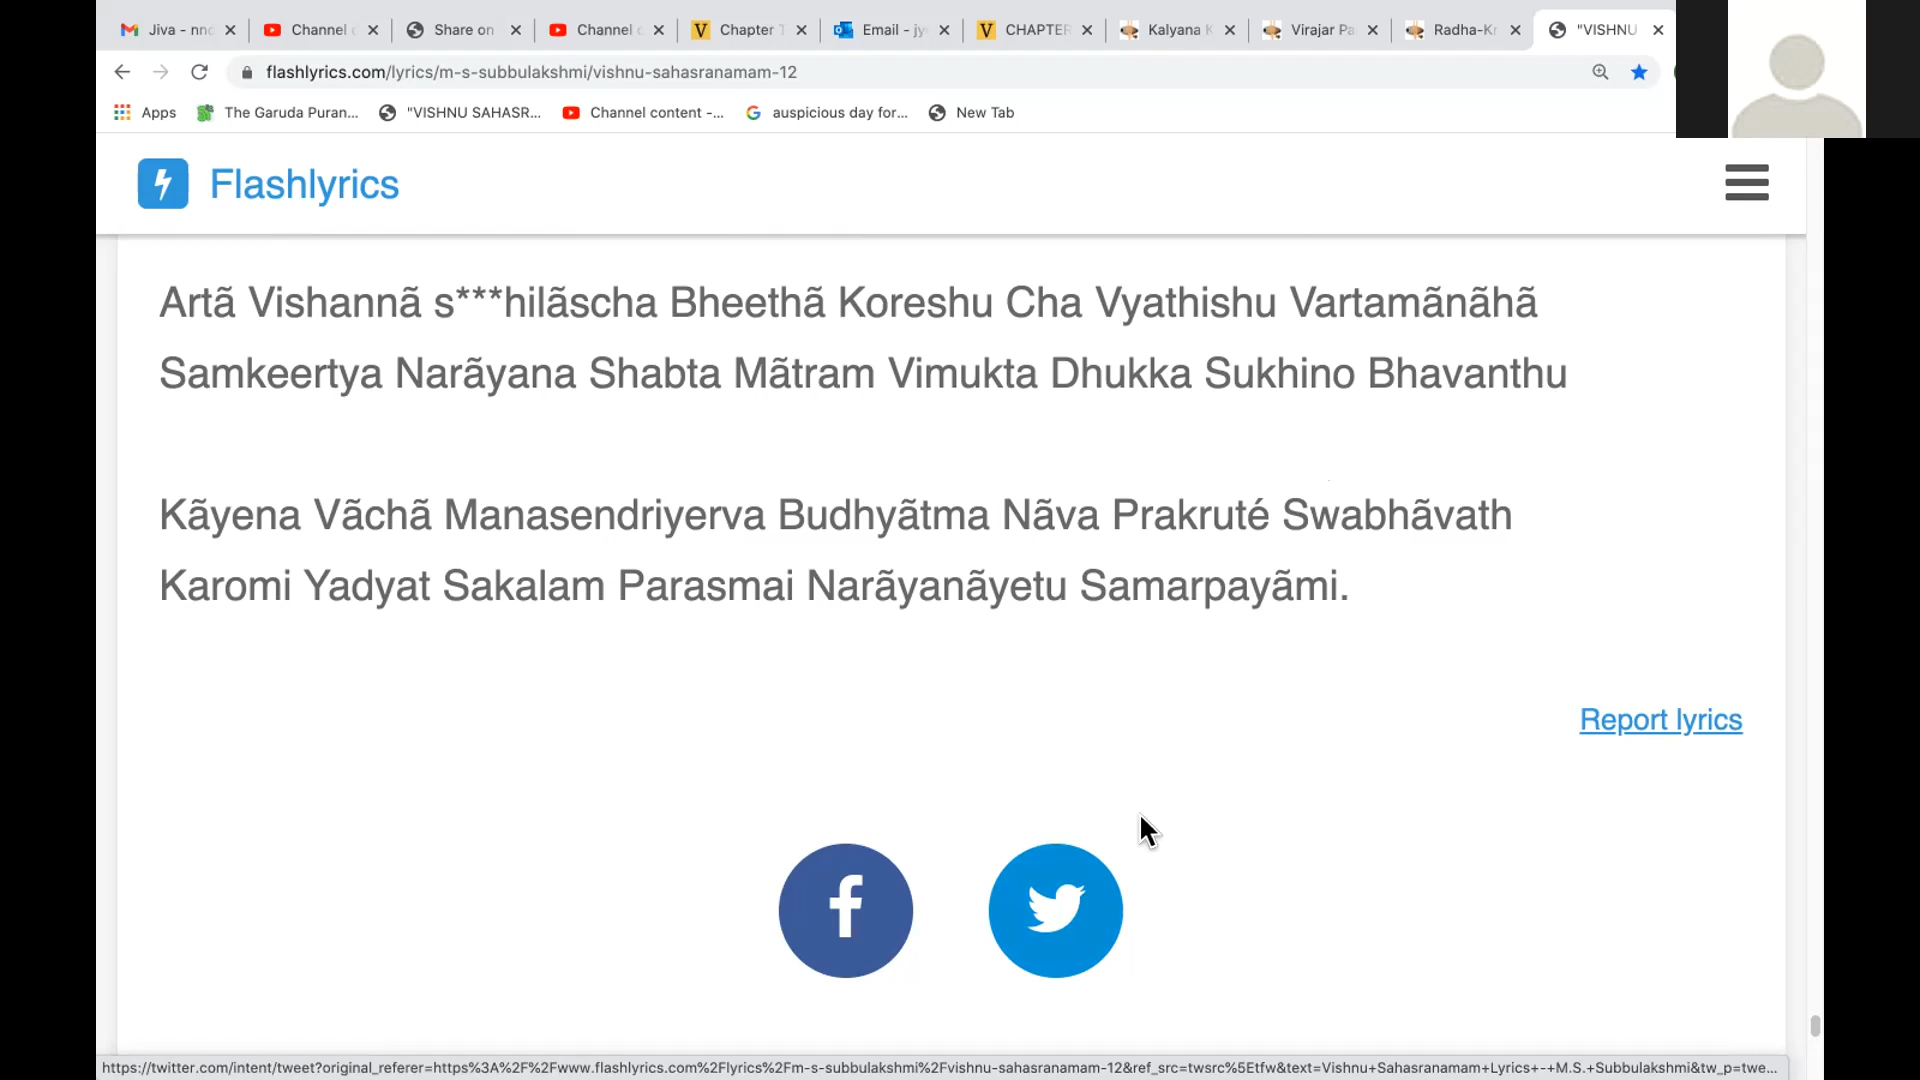 Jiva - nnc
Channel c
Share on
Channel c
Chapter T
Email - jy
CHAPTER
Kalyana K
Virajar Pa
Radha-Kr
"VISHNU
flashlyrics.com/lyrics/m-s-subbulakshmi/vishnu-sahasranamam-12
Apps The Garuda Puran... "VISHNU SAHASR... Channel content -... auspicious day for... New Tab
Flashlyrics
Artã Vishannã s***hilãscha Bheethã Koreshu Cha Vyathishu Vartamãnãhã
Samkeertya Narãyana Shabta Mãtram Vimukta Dhukka Sukhino Bhavanthu
Kãyena Vãchã Manasendriyerva Budhyãtma Nãva Prakruté Swabhãvath
Karomi Yadyat Sakalam Parasmai Narãyanãyetu Samarpayãmi.
Report lyrics
https://twitter.com/intent/tweet?original_referer=https%3A%2F%2Fwww.flashlyrics.com%2Flyrics%2Fm-s-subbulakshmi%2Fvishnu-sahasranamam-12&ref_src=twsrc%5Etfw&text=Vishnu+Sahasranamam+Lyrics+-+M.S.+Subbulakshmi&tw_p=twe...